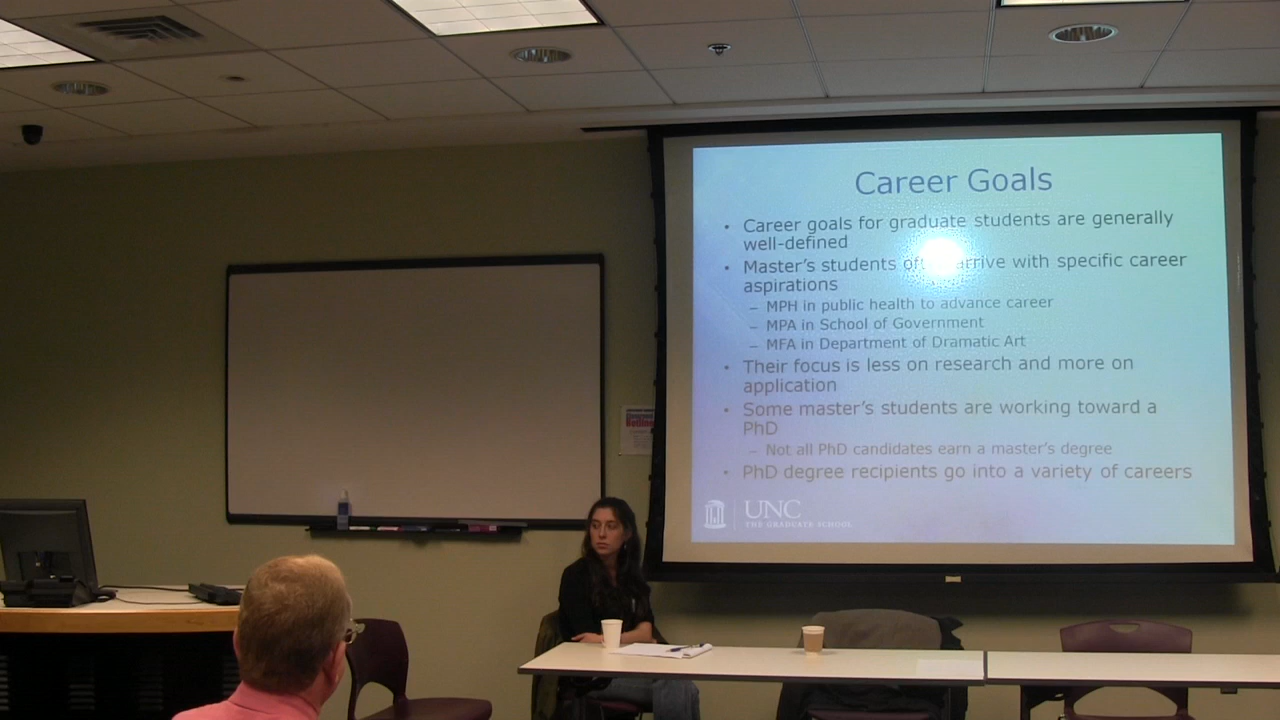 Career Goals
• Career goals for graduate students are generally
well-defined
• Master's students arrive with specific career
aspirations
– MPH in public health to advance career
– MPA in School of Government
– MFA in Department of Dramatic Art
• Their focus is less on research and more on
application
• Some master's students are working toward a
PhD
– Not all PhD candidates earn a master's degree
• PhD degree recipients go into a variety of careers
UNC
THE GRADUATE SCHOOL